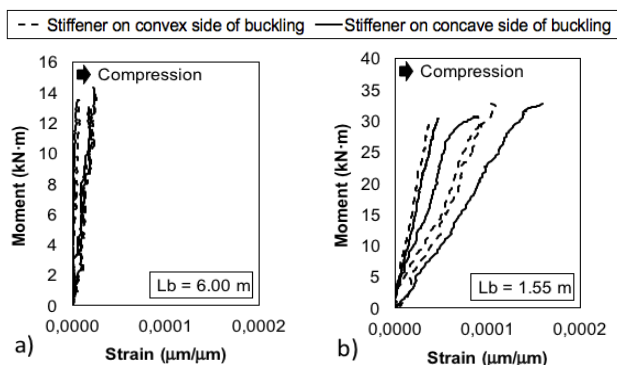 Stiffener on convex side of buckling
Stiffener on concave side of buckling
Moment (kN·m)
16
14
12
10
8
6
4
2
0
Compression
Lb = 6.00 m
0,0000
0,0001
0,0002
a)
Strain (μm/μm)
Moment (kN·m)
40
35
30
25
20
15
10
5
0
Compression
Lb = 1.55 m
0,0000
0,0001
0,0002
b)
Strain (μm/μm)